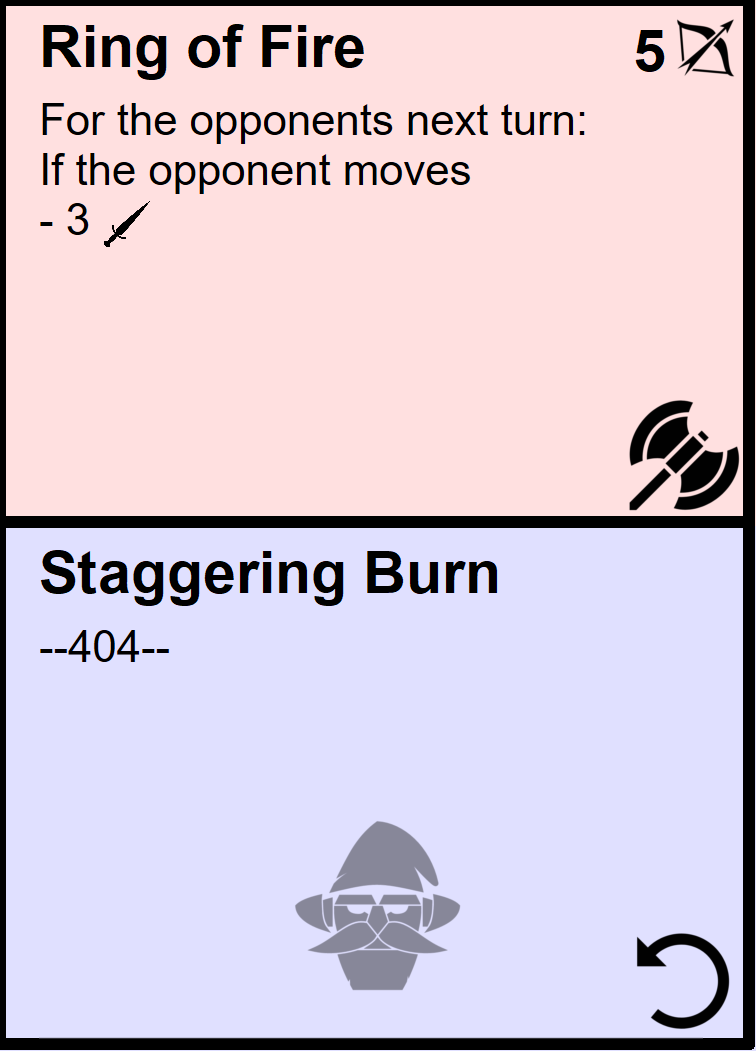 Ring of Fire
5
For the opponents next turn:
If the opponent moves
- 3
Staggering Burn
--404--